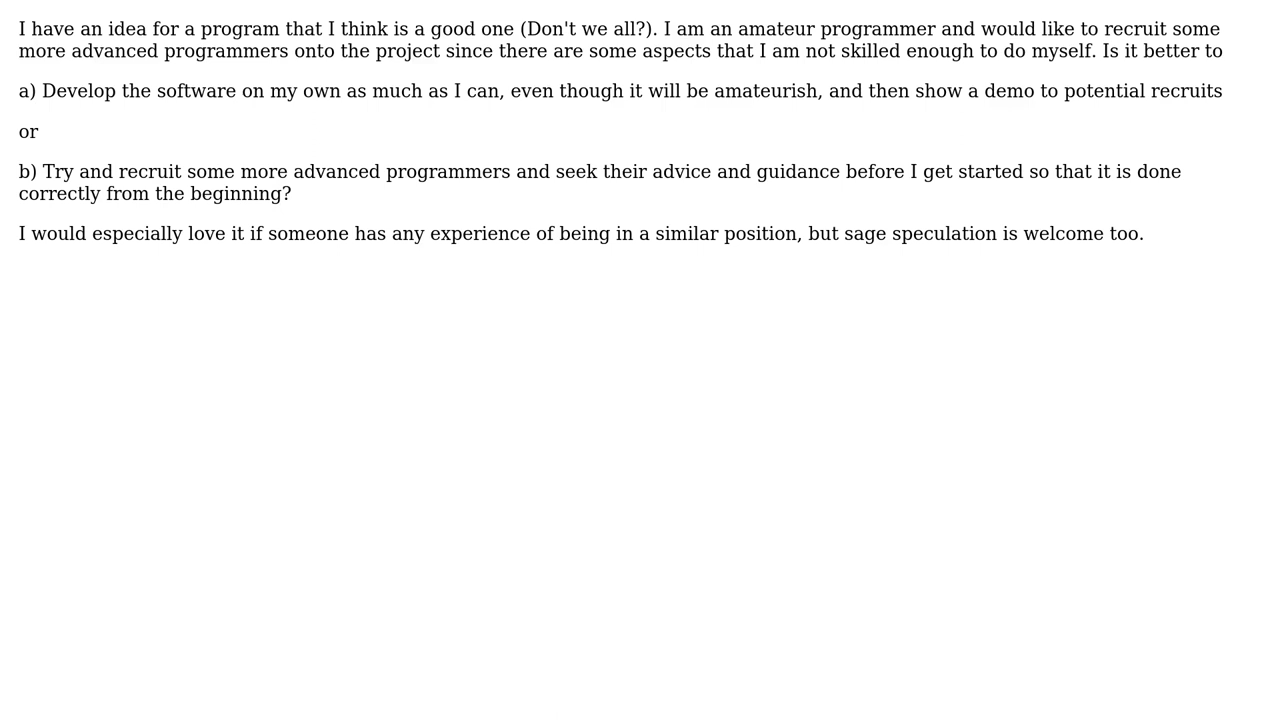 I have an idea for a program that I think is a good one (Don't we all?). I am an amateur programmer and would like to recruit some
more advanced programmers onto the project since there are some aspects that I am not skilled enough to do myself. Is it better to
a) Develop the software on my own as much as I can, even though it will be amateurish, and then show a demo to potential recruits
or
b) Try and recruit some more advanced programmers and seek their advice and guidance before I get started so that it is done
correctly from the beginning?
I would especially love it if someone has any experience of being in a similar position, but sage speculation is welcome too.